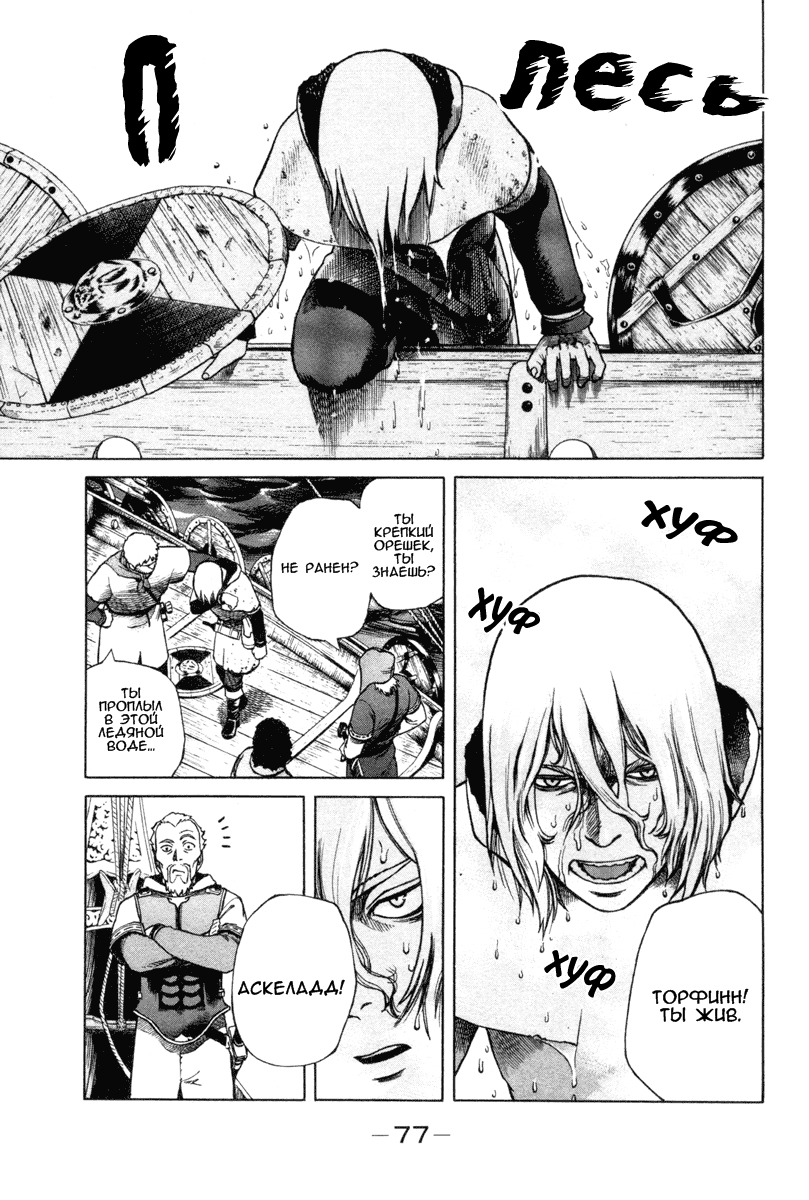 П лесь
ХУФ
ХУФ
ХУФ
ТОРФИНН!
ТЫ ЖИВ.
ТЫ
КРЕПКИЙ
ОРЕШЕК,
ТЫ
ЗНАЕШЬ?
НЕ РАНЕН?
ТЫ
ПРОПЛЫЛ
В ЭТОЙ
ЛЕДЯНОЙ
ВОДЕ...
АСКЕЛАДД!
—77—